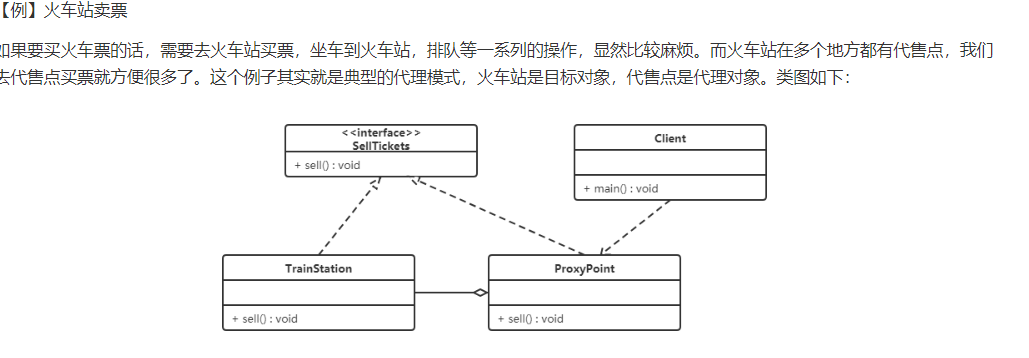 【例】火车站卖票
如果要买火车票的话，需要去火车站买票，坐车到火车站，排队等一系列的操作，显然比较麻烦。而火车站在多个地方都有代售点，我们
去代售点买票就方便很多了。这个例子其实就是典型的代理模式，火车站是目标对象，代售点是代理对象。类图如下：
<<interface>>
SellTickets
+ sell() : void
Client
+ main() : void
TrainStation
+ sell() : void
ProxyPoint
+ sell() : void